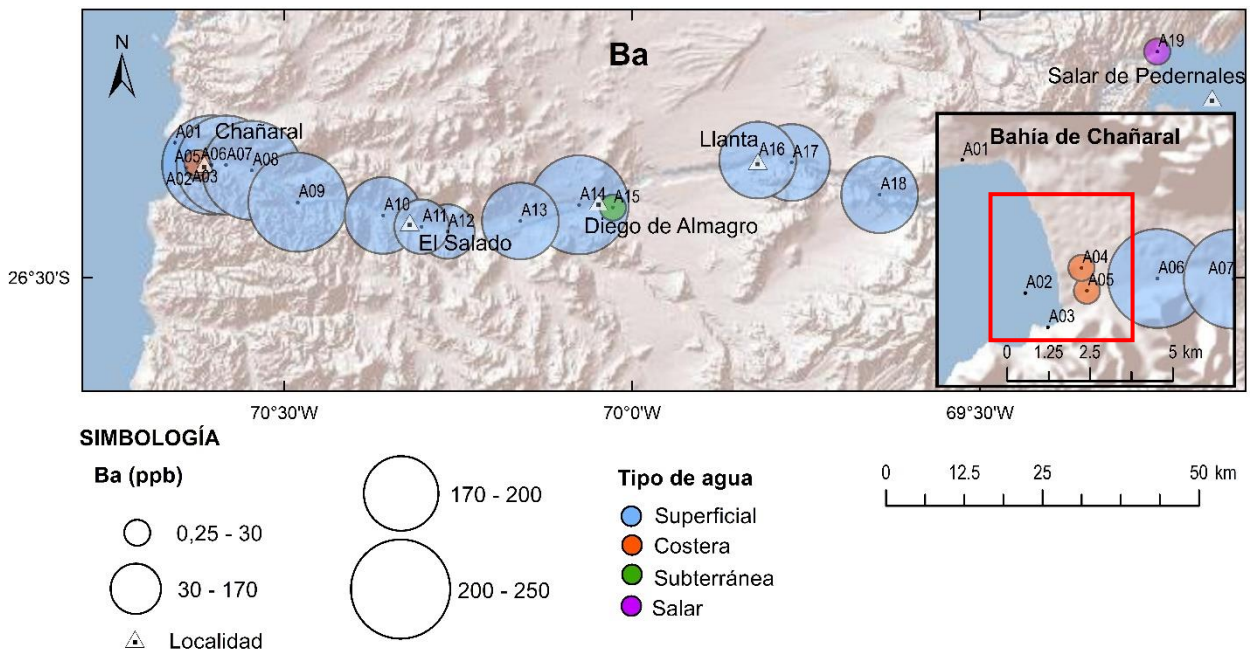 N
Ba
A19
Salar de Pedernales
A01
Chañaral
A05
A06
A07
A08
A02
A03
A09
A10
A11
A12
El Salado
A13
A14
A15
Diego de Almagro
Llanta
A16
A17
A18
Bahía de Chañaral
A01
A04
A02
A05
A06
A07
A03
0 1.25 2.5 5 km
26°30'S
70°30'W
70°0'W
69°30'W
SIMBOLOGÍA
Ba (ppb)
0,25 - 30
30 - 170
Localidad
170 - 200
200 - 250
Tipo de agua
Superficial
Costera
Subterránea
Salar
0 12.5 25 50 km